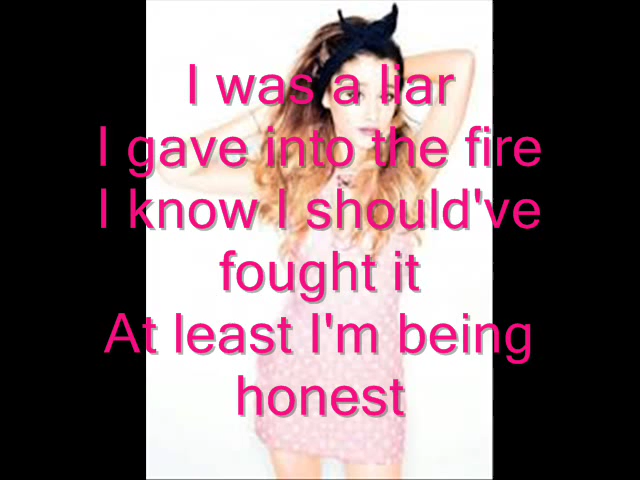 I was a liar
I gave into the fire
I know I should've
fought it
At least I'm being
honest